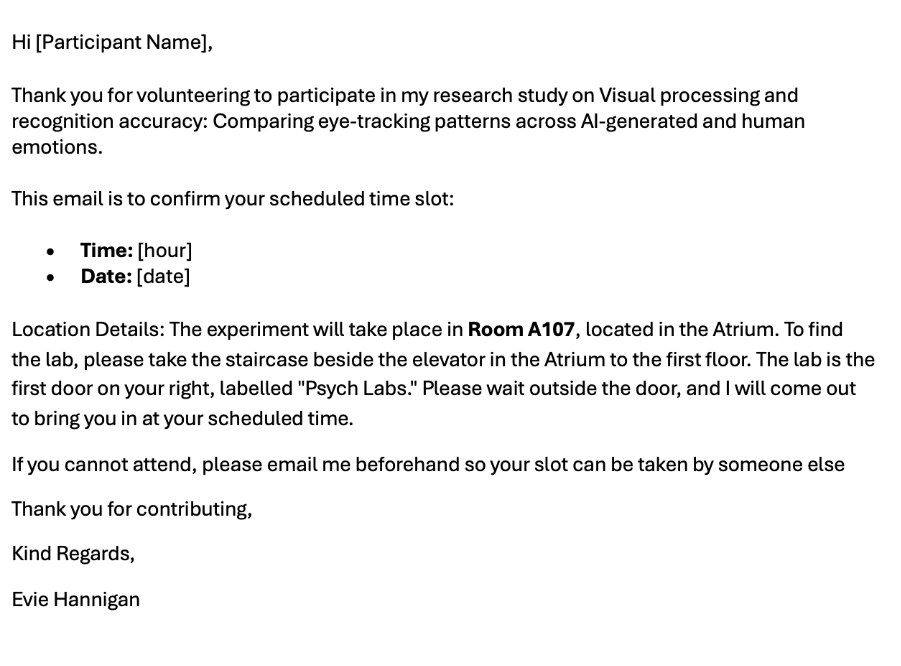 Hi [Participant Name],
Thank you for volunteering to participate in my research study on Visual processing and
recognition accuracy: Comparing eye-tracking patterns across AI-generated and human
emotions.
This email is to confirm your scheduled time slot:
• Time: [hour]
• Date: [date]
Location Details: The experiment will take place in Room A107, located in the Atrium. To find
the lab, please take the staircase beside the elevator in the Atrium to the first floor. The lab is the
first door on your right, labelled "Psych Labs." Please wait outside the door, and I will come out
to bring you in at your scheduled time.
If you cannot attend, please email me beforehand so your slot can be taken by someone else
Thank you for contributing,
Kind Regards,
Evie Hannigan